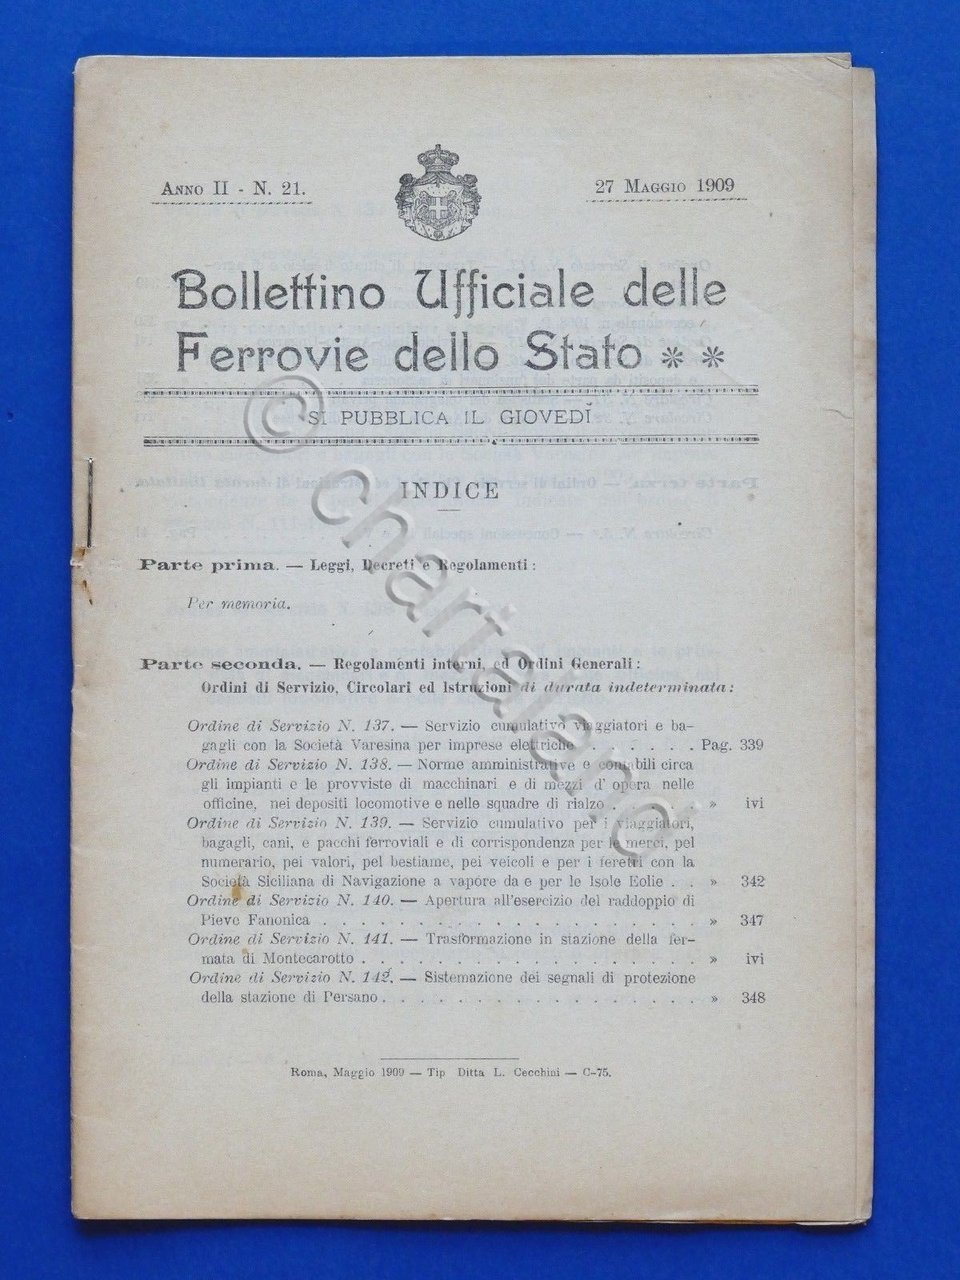 Anno II - N. 21.
27 Maggio 1909
Bollettino Ufficiale delle
Ferrovie dello Stato * *
SI PUBBLICA IL GIOVEDÌ
INDICE
Parte prima. — Leggi, Decreti e Regolamenti :
Per memoria.
Parte seconda. — Regolamenti interni, ed Ordini Generali :
Ordini di Servizio, Circolari ed Istruzioni di durata indeterminata :
Ordine di Servizio N. 137. — Servizio cumulativo viaggiatori e ba-
gagli con la Società Varesina per imprese elettriche . . . . . . Pag. 339
Ordine di Servizio N. 138. — Norme amministrative e contabili circa
gli impianti e le provviste di macchinari e di mezzi d' opera nelle
officine, nei depositi locomotive e nelle squadre di rialzo . . . . » ivi
Ordine di Servizio N. 139. — Servizio cumulativo per i viaggiatori,
bagagli, cani, e pacchi ferroviali e di corrispondenza per le merci, pel
numerario, pei valori, pel bestiame, pei veicoli e per i feretri con la
Società Siciliana di Navigazione a vapore da e per le Isole Eolie . . » 342
Ordine di Servizio N. 140. — Apertura all'esercizio del raddoppio di
Pieve Fanonica . . . . . . . . . . . . . . . . . . » 347
Ordine di Servizio N. 141. — Trasformazione in stazione della fer-
mata di Montecarotto . . . . . . . . . . . . . . . . » ivi
Ordine di Servizio N. 142. — Sistemazione dei segnali di protezione
della stazione di Persano . . . . . . . . . . . . . . . » 348
Roma, Maggio 1909 — Tip Ditta L. Cecchini — C-75.
© chartaland